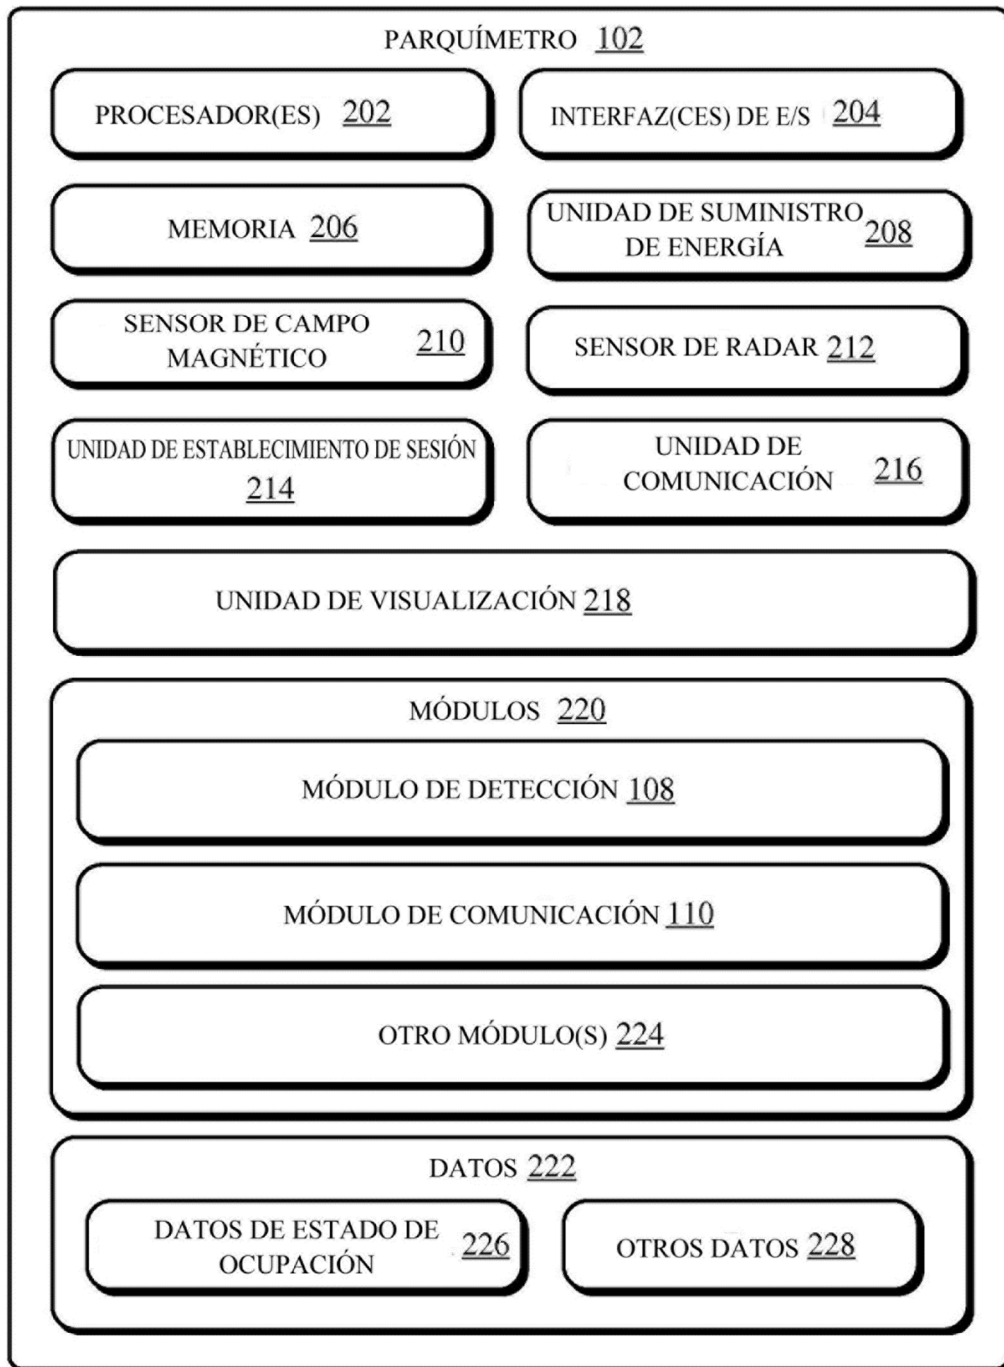 PARQUÍMETRO 102
PROCESADOR(ES) 202
INTERFAZ(CES) DE E/S 204
MEMORIA 206
UNIDAD DE SUMINISTRO
DE ENERGÍA 208
SENSOR DE CAMPO
MAGNÉTICO 210
SENSOR DE RADAR 212
UNIDAD DE ESTABLECIMIENTO DE SESIÓN
214
UNIDAD DE
COMUNICACIÓN 216
UNIDAD DE VISUALIZACIÓN 218
MÓDULOS 220
MÓDULO DE DETECCIÓN 108
MÓDULO DE COMUNICACIÓN 110
OTRO MÓDULO(S) 224
DATOS 222
DATOS DE ESTADO DE
OCUPACIÓN 226
OTROS DATOS 228